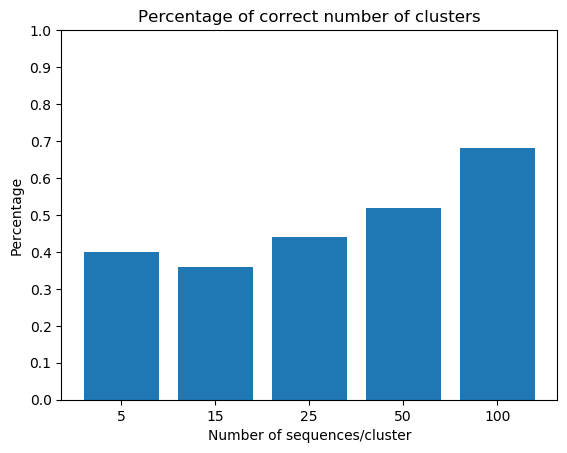 Percentage of correct number of clusters
1.0
0.9
0.8
0.7
0.6
0.5
0.4
0.3
0.2
0.1
0.0
Percentage
5 15 25 50 100
Number of sequences/cluster